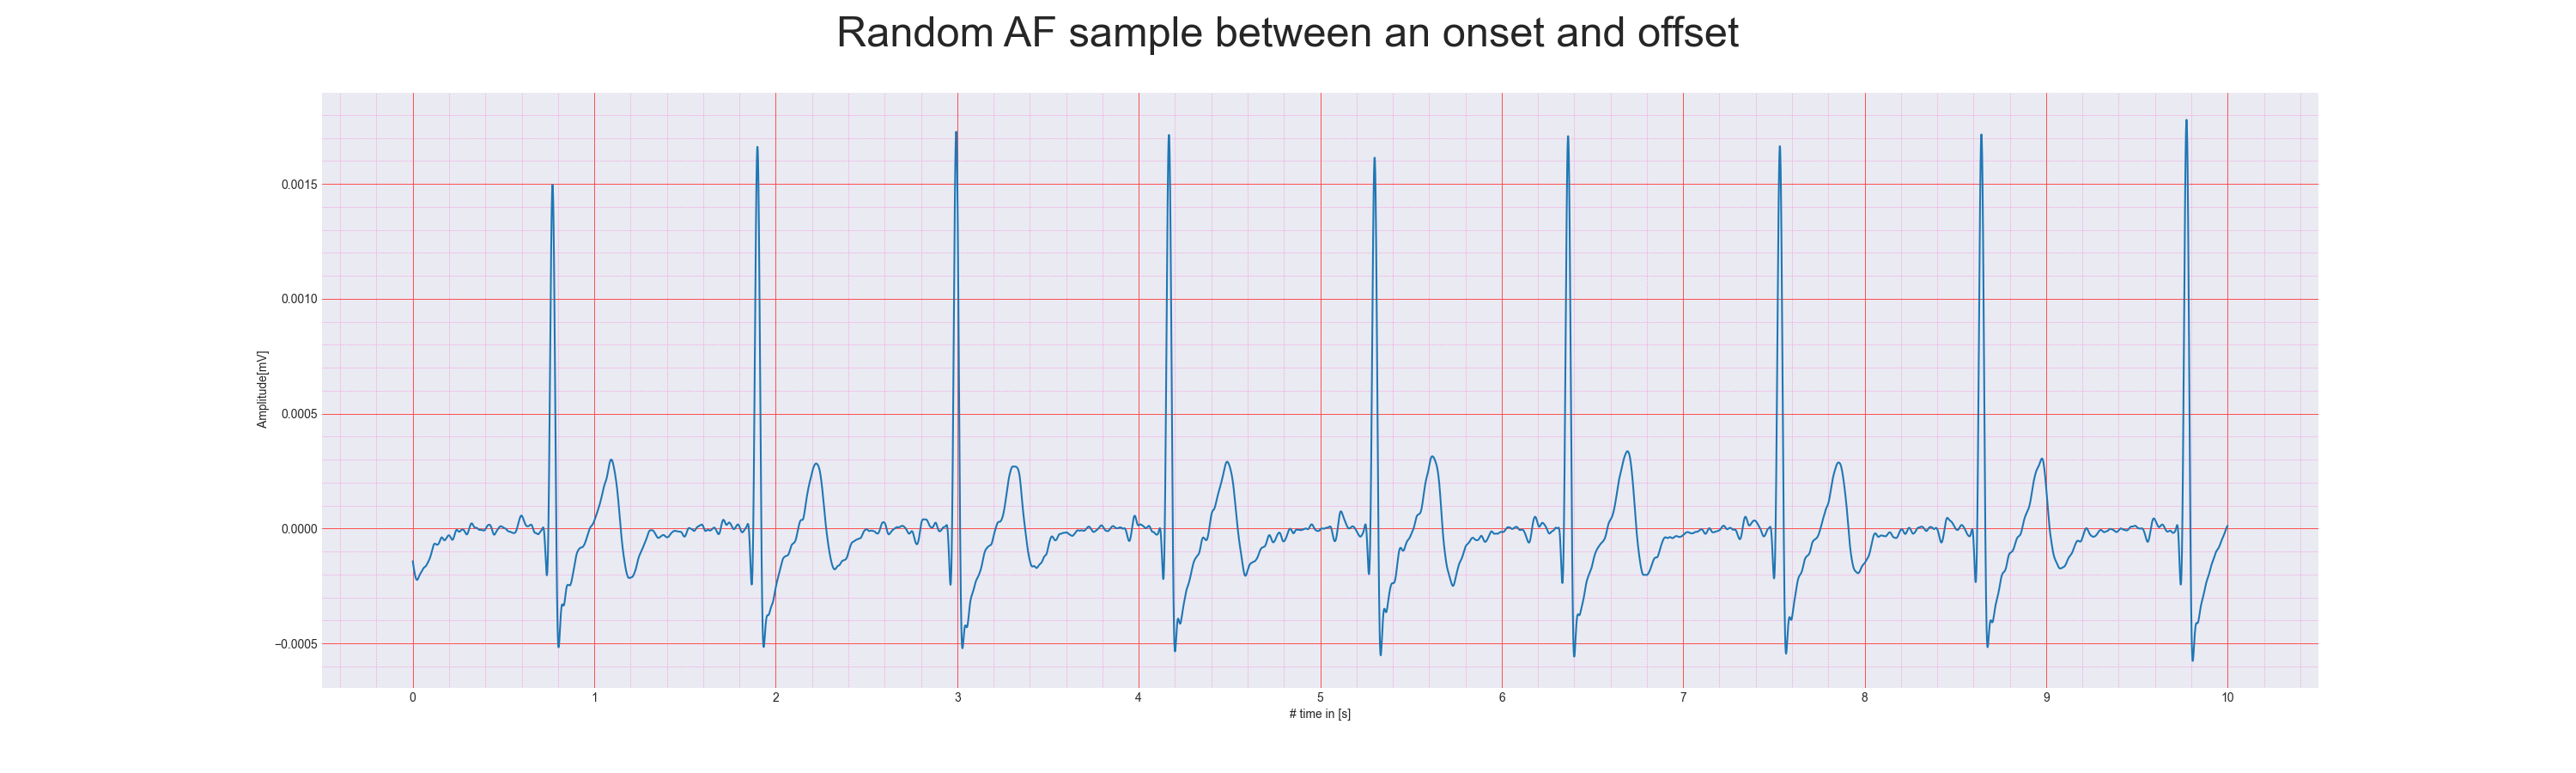 Random AF sample between an onset and offset
Amplitude[mV]
0.0015
0.0010
0.0005
0.0000
−0.0005
0 1 2 3 4 5 6 7 8 9 10
# time in [s]